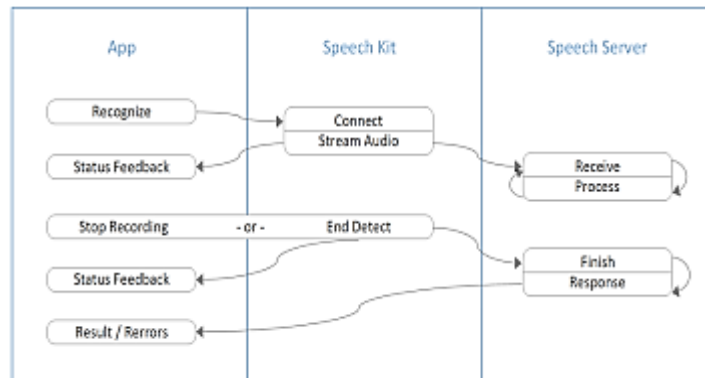 App Speech Kit Speech Server
Recognize
Connect
Stream Audio
Status Feedback
Receive
Process
Stop Recording - or - End Detect
Finish
Status Feedback
Response
Result / Rerrors